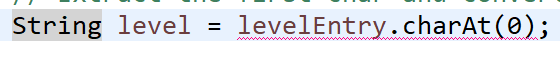 String level = levelEntry.charAt(0);